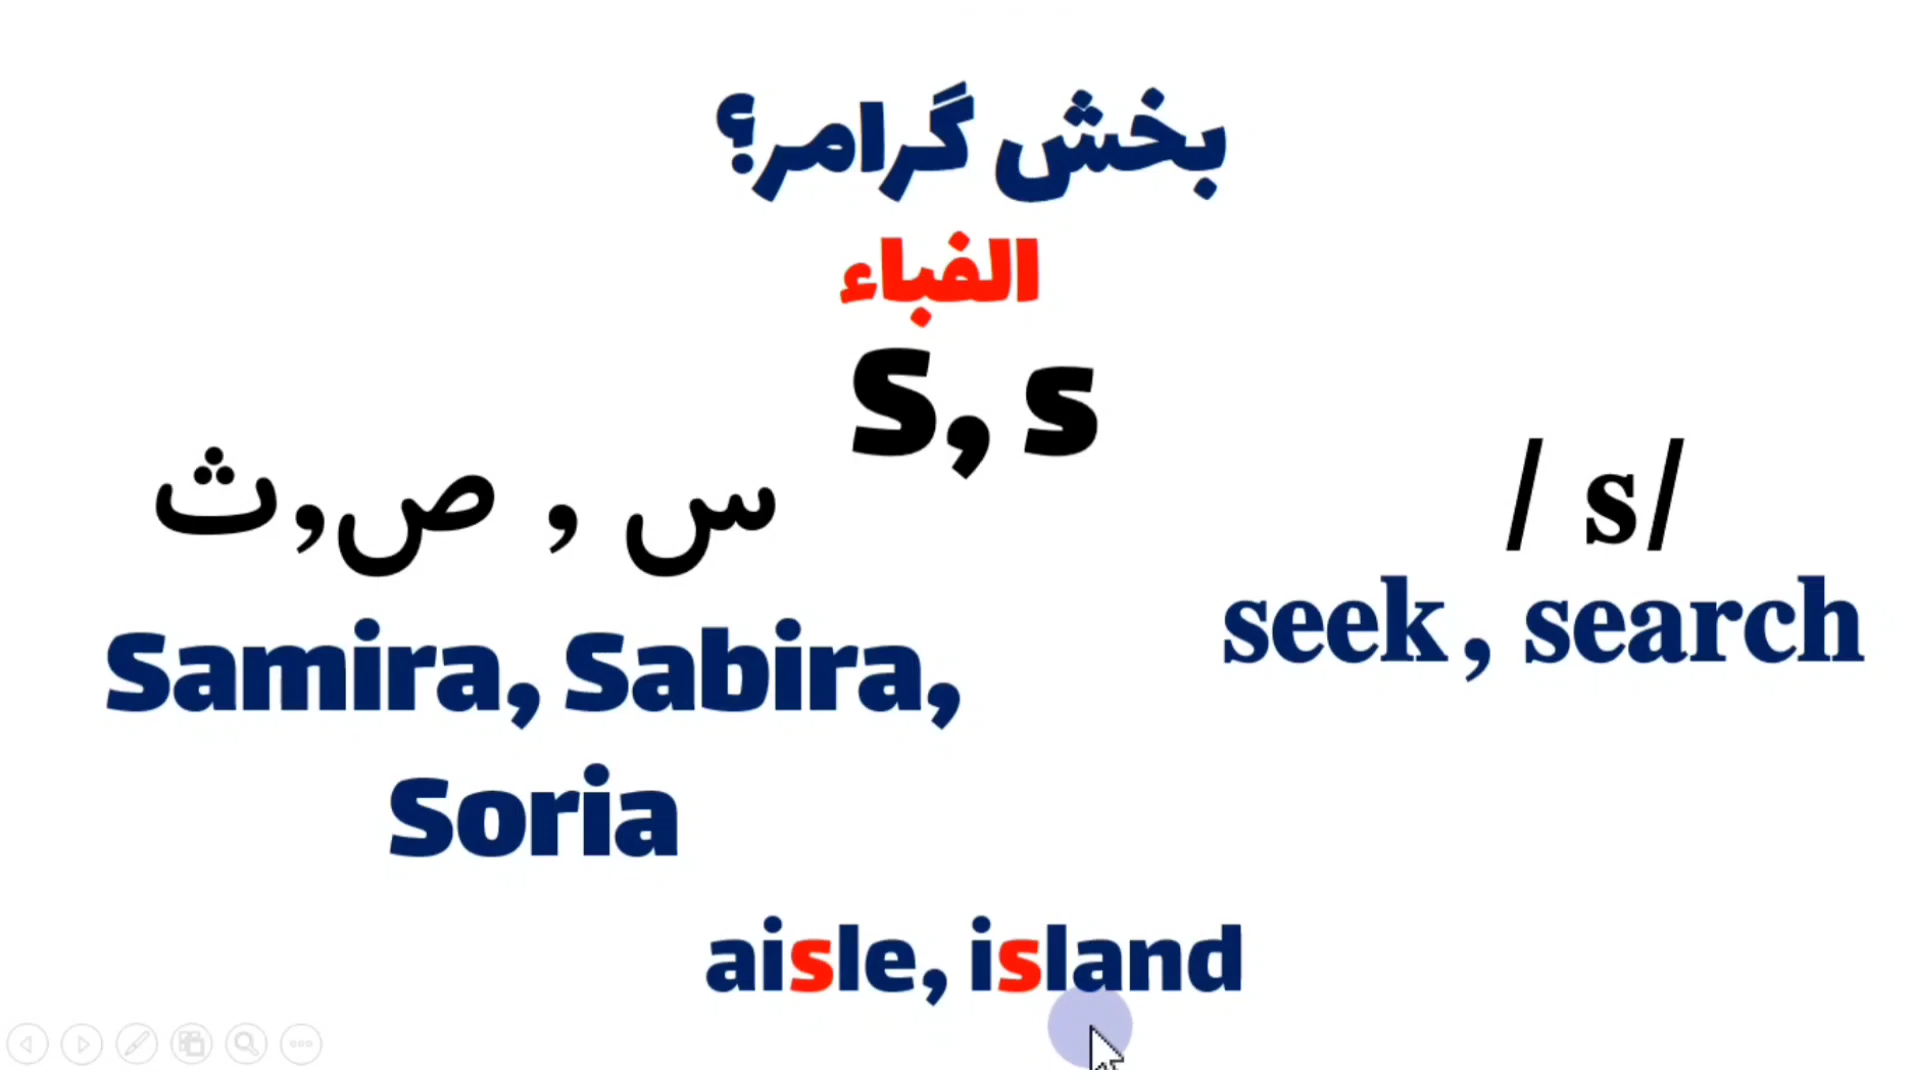 بخش گرامر؟
الفباء
S, s
س , ص,ث
/ s/
seek, search
Samira, Sabira,
Soria
aisle, island